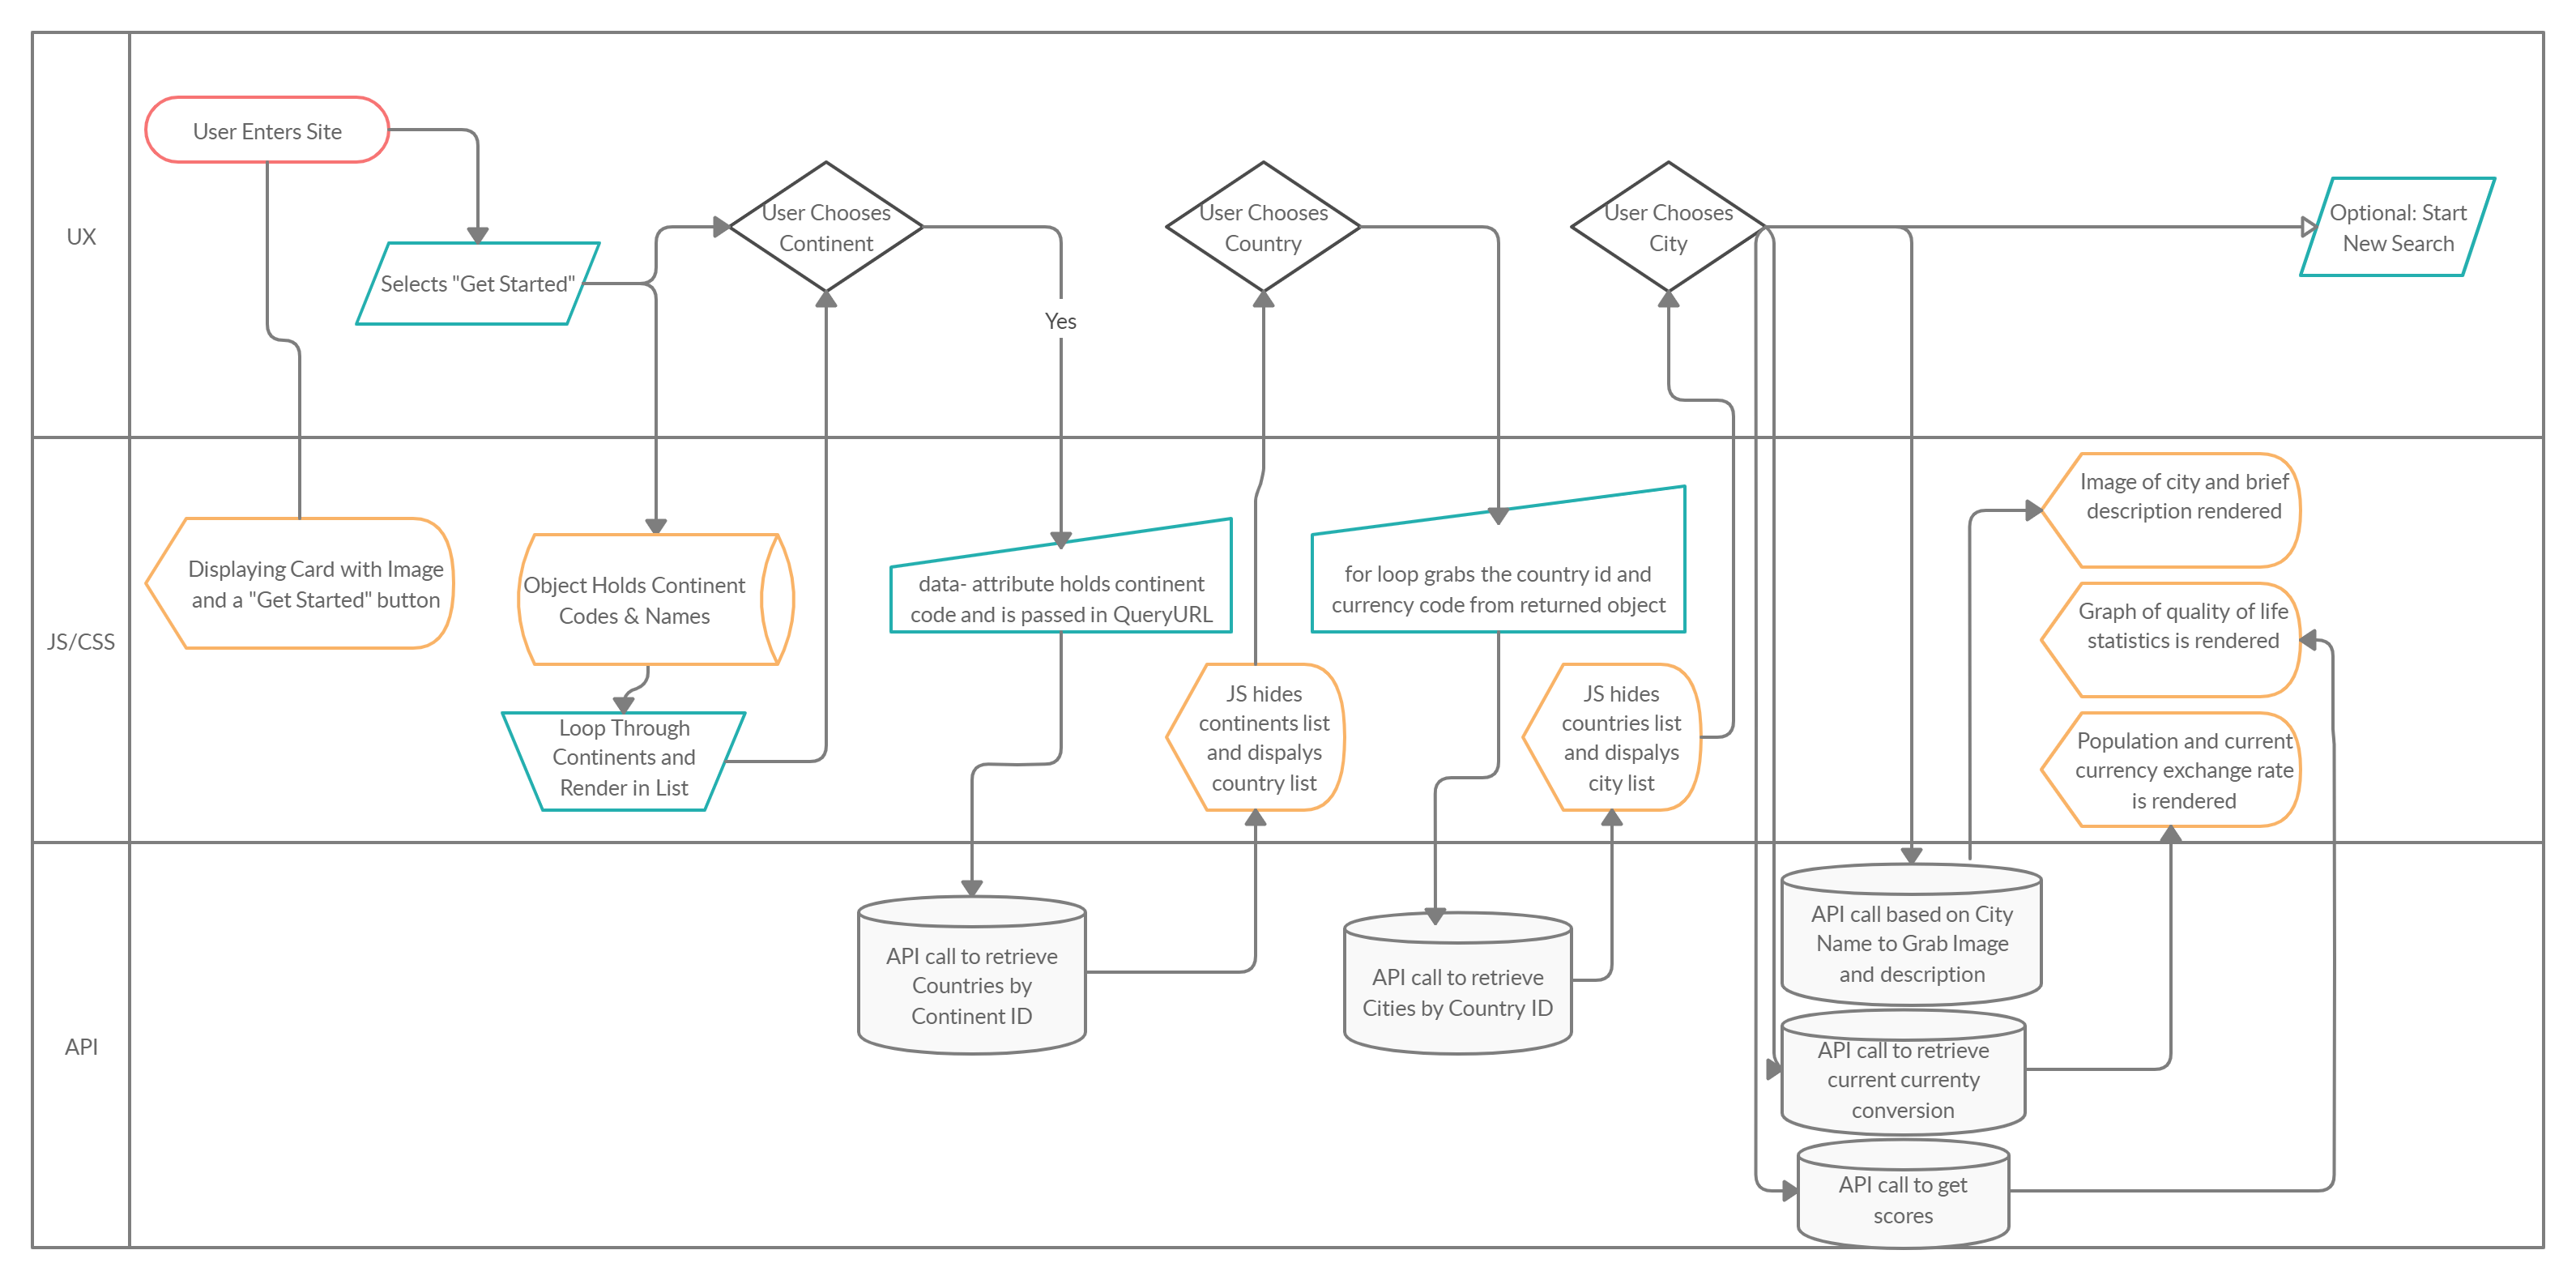 UX
User Enters Site
Selects "Get Started"
User Chooses
Continent
Yes
User Chooses
Country
User Chooses
City
Optional: Start
New Search
JS/CSS
Displaying Card with Image
and a "Get Started" button
Object Holds Continent
Codes & Names
Loop Through
Continents and
Render in List
data- attribute holds continent
code and is passed in QueryURL
JS hides
continents list
and dispalys
country list
for loop grabs the country id and
currency code from returned object
JS hides
countries list
and dispalys
city list
Image of city and brief
description rendered
Graph of quality of life
statistics is rendered
Population and current
currency exchange rate
is rendered
API
API call to retrieve
Countries by
Continent ID
API call to retrieve
Cities by Country ID
API call based on City
Name to Grab Image
and description
API call to retrieve
current currenty
conversion
API call to get
scores